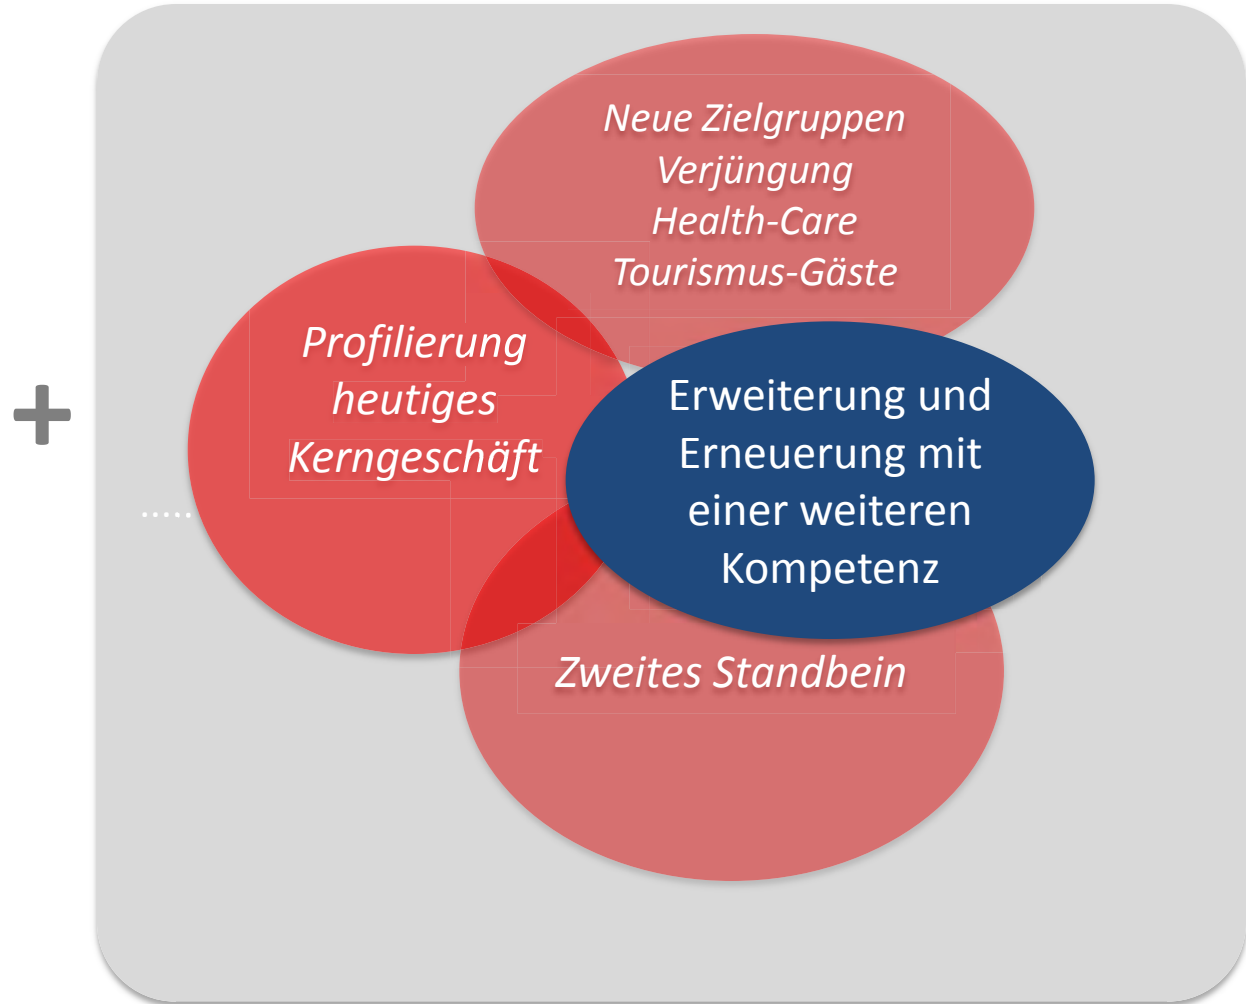 Neue Zielgruppen
Verjüngung
Health-Care
Tourismus-Gäste
Profilierung
heutiges
Kerngeschäft
+
Erweiterung und
Erneuerung mit
einer weiteren
Kompetenz
.....
Zweites Standbein